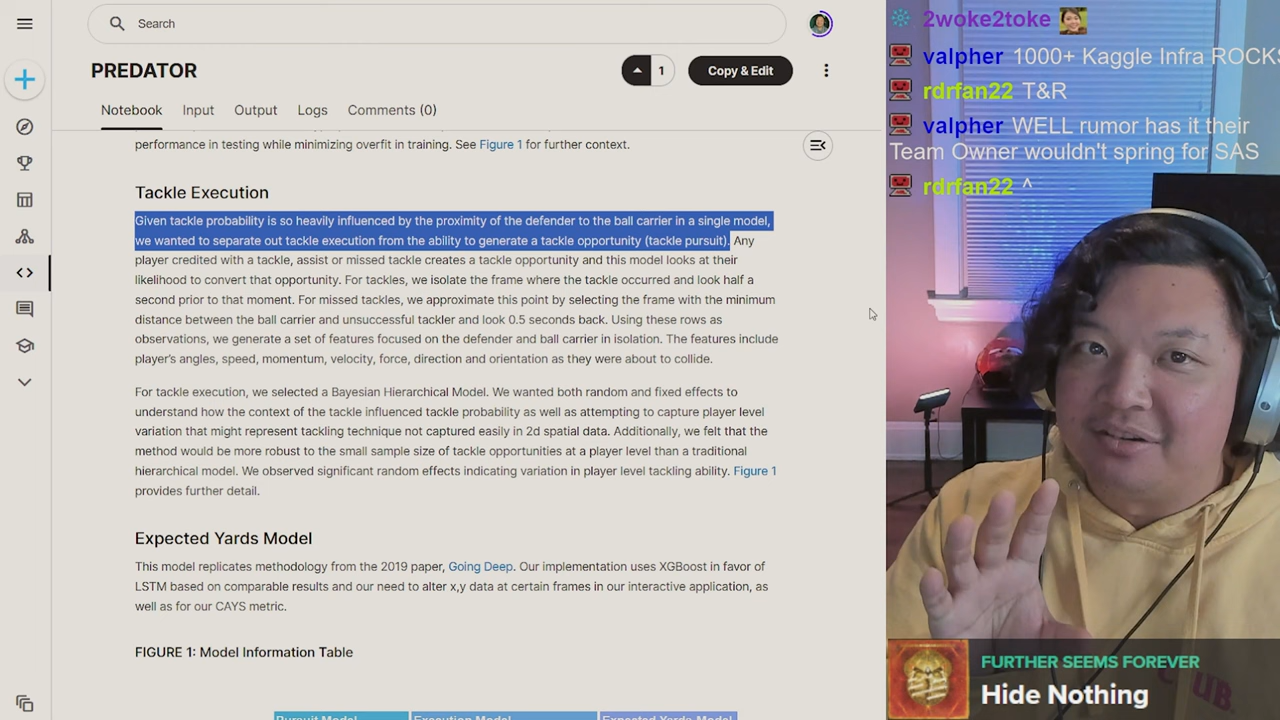 Search
PREDATOR
1
Copy & Edit
Notebook Input Output Logs Comments (0)
performance in testing while minimizing overfit in training. See Figure 1 for further context.
Tackle Execution
Given tackle probability is so heavily influenced by the proximity of the defender to the ball carrier in a single model,
we wanted to separate out tackle execution from the ability to generate a tackle opportunity (tackle pursuit). Any
player credited with a tackle, assist or missed tackle creates a tackle opportunity and this model looks at their
likelihood to convert that opportunity. For tackles, we isolate the frame where the tackle occurred and look half a
second prior to that moment. For missed tackles, we approximate this point by selecting the frame with the minimum
distance between the ball carrier and unsuccessful tackler and look 0.5 seconds back. Using these rows as
observations, we generate a set of features focused on the defender and ball carrier in isolation. The features include
player's angles, speed, momentum, velocity, force, direction and orientation as they were about to collide.
For tackle execution, we selected a Bayesian Hierarchical Model. We wanted both random and fixed effects to
understand how the context of the tackle influenced tackle probability as well as attempting to capture player level
variation that might represent tackling technique not captured easily in 2d spatial data. Additionally, we felt that the
method would be more robust to the small sample size of tackle opportunities at a player level than a traditional
hierarchical model. We observed significant random effects indicating variation in player level tackling ability. Figure 1
provides further detail.
Expected Yards Model
This model replicates methodology from the 2019 paper, Going Deep. Our implementation uses XGBoost in favor of
LSTM based on comparable results and our need to alter x,y data at certain frames in our interactive application, as
well as for our CAYS metric.
FIGURE 1: Model Information Table
Pursuit Model Execution Model Expected Yards Model
2woke2toke
valpher 1000+ Kaggle Infra ROCKS
rdrfan22 T&R
valpher WELL rumor has it their
Team Owner wouldn't spring for SAS
rdrfan22 ^
FURTHER SEEMS FOREVER
Hide Nothing